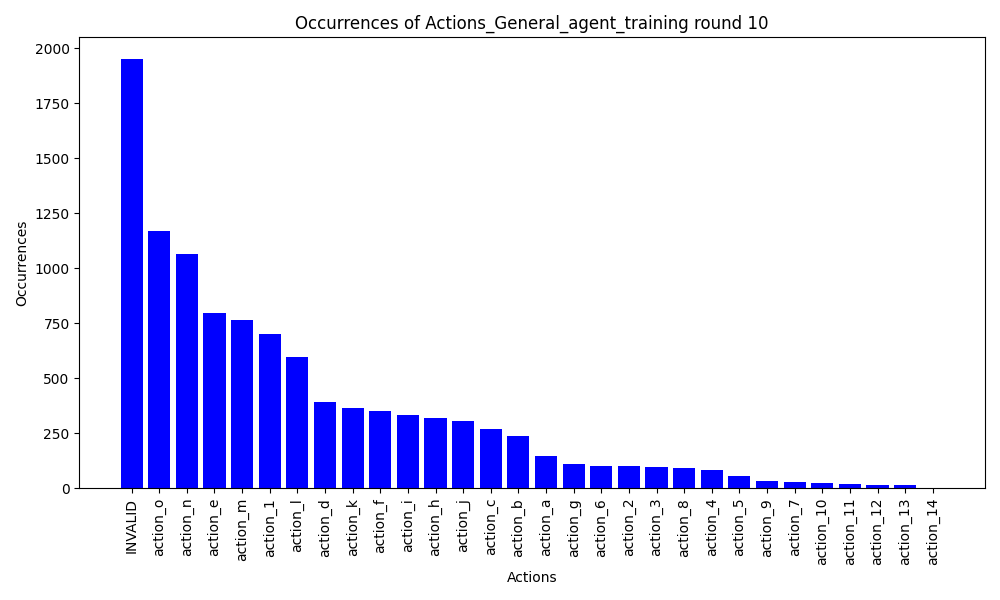 Occurrences of Actions_General_agent_training round 10
Occurrences
2000
1750
1500
1250
1000
750
500
250
0
INVALID
action_o
action_n
action_e
action_m
action_1
action_l
action_d
action_k
action_f
action_i
action_h
action_j
action_c
action_b
action_a
action_g
action_6
action_2
action_3
action_8
action_4
action_5
action_9
action_7
action_10
action_11
action_12
action_13
action_14
Actions